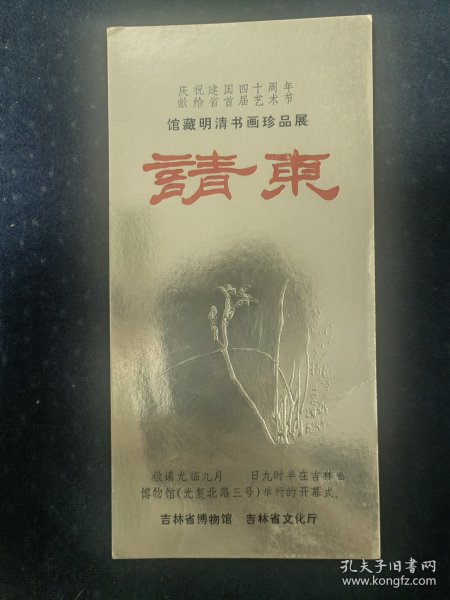 庆祝建国四十周年
献给省首届艺术节
馆藏明清书画珍品展
請柬
敬请光临九月 日九时半在吉林省
博物馆(光复北路三号)举行的开幕式。
吉林省博物馆 吉林省文化厅
孔夫子旧书网
www.kongfz.com